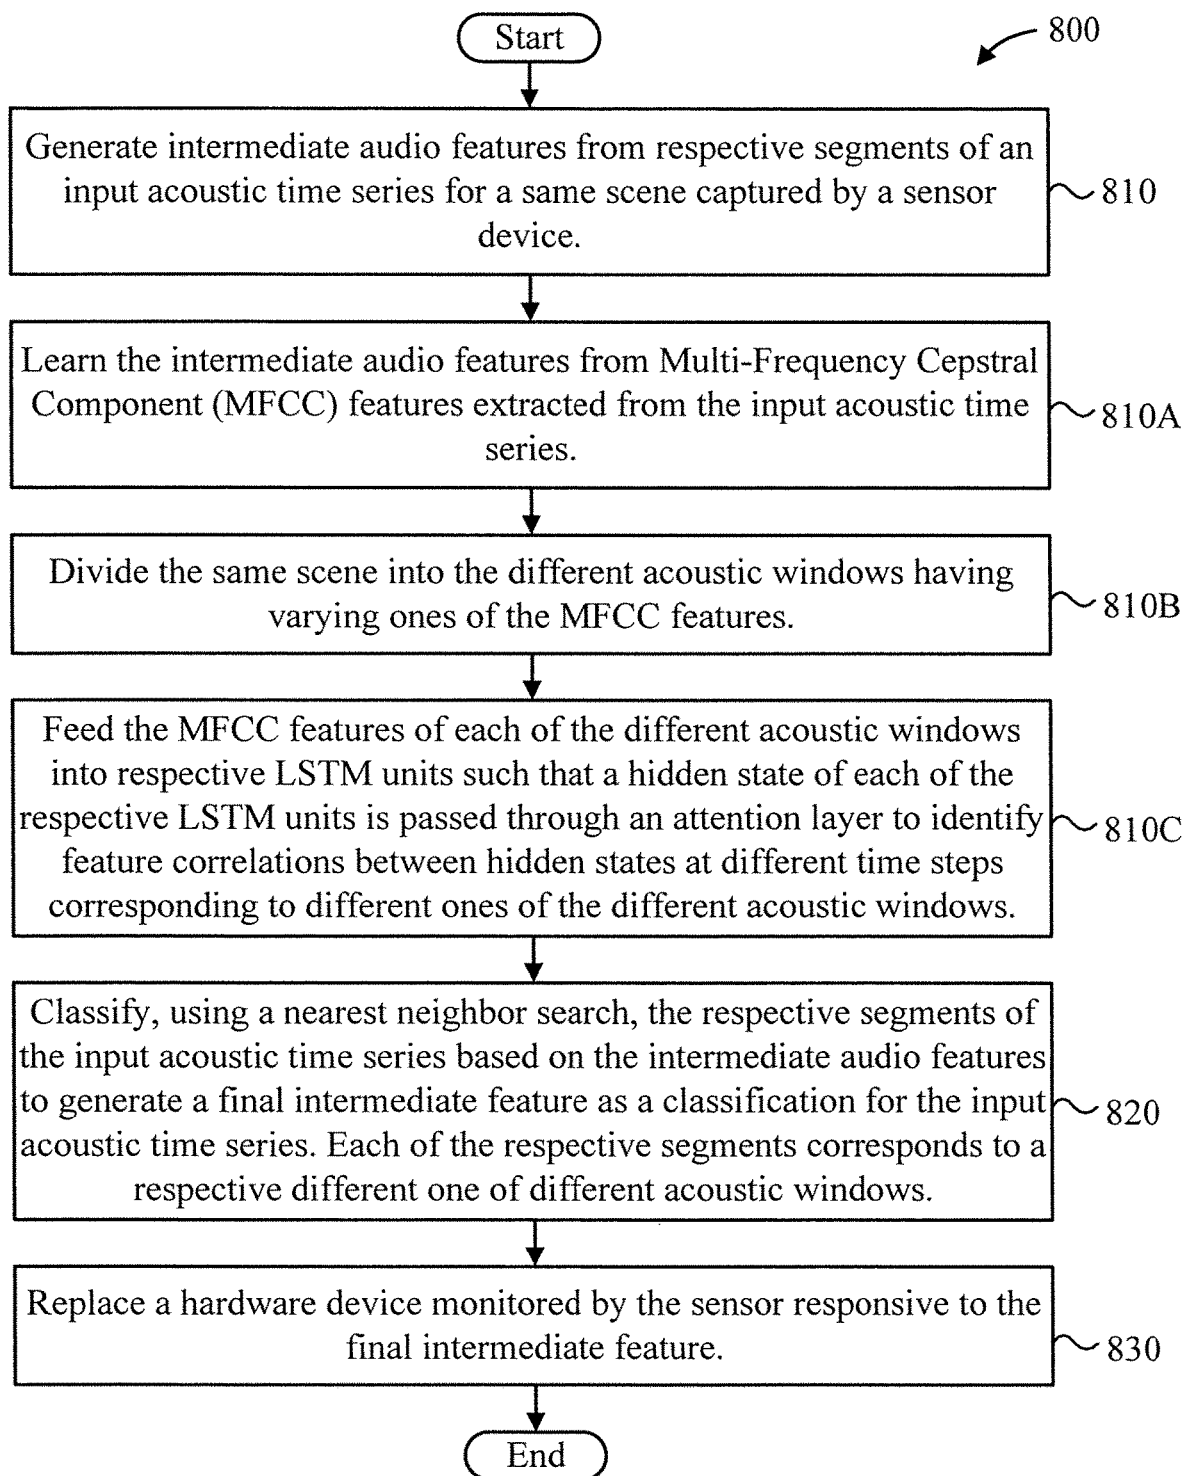 Start
800
Generate intermediate audio features from respective segments of an
input acoustic time series for a same scene captured by a sensor
device.
810
Learn the intermediate audio features from Multi-Frequency Cepstral
Component (MFCC) features extracted from the input acoustic time
series.
810A
Divide the same scene into the different acoustic windows having
varying ones of the MFCC features.
810B
Feed the MFCC features of each of the different acoustic windows
into respective LSTM units such that a hidden state of each of the
respective LSTM units is passed through an attention layer to identify
feature correlations between hidden states at different time steps
corresponding to different ones of the different acoustic windows.
810C
Classify, using a nearest neighbor search, the respective segments of
the input acoustic time series based on the intermediate audio features
to generate a final intermediate feature as a classification for the input
acoustic time series. Each of the respective segments corresponds to a
respective different one of different acoustic windows.
820
Replace a hardware device monitored by the sensor responsive to the
final intermediate feature.
830
End